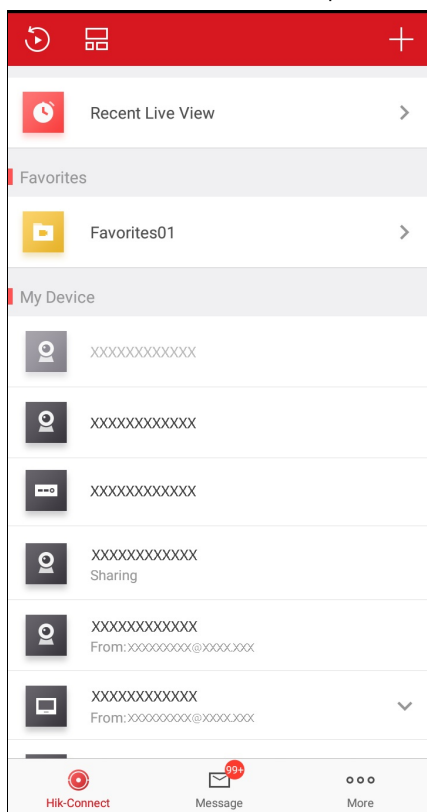 Recent Live View
Favorites
Favorites01
My Device
XXXXXXXXXXXX
XXXXXXXXXXXX
XXXXXXXXXXXX
XXXXXXXXXXXX
Sharing
XXXXXXXXXXXX
From:XXXXXXXXX@XXXX.XXX
XXXXXXXXXXXX
From:XXXXXXXXX@XXXX.XXX
99+
Hik-Connect
Message
More